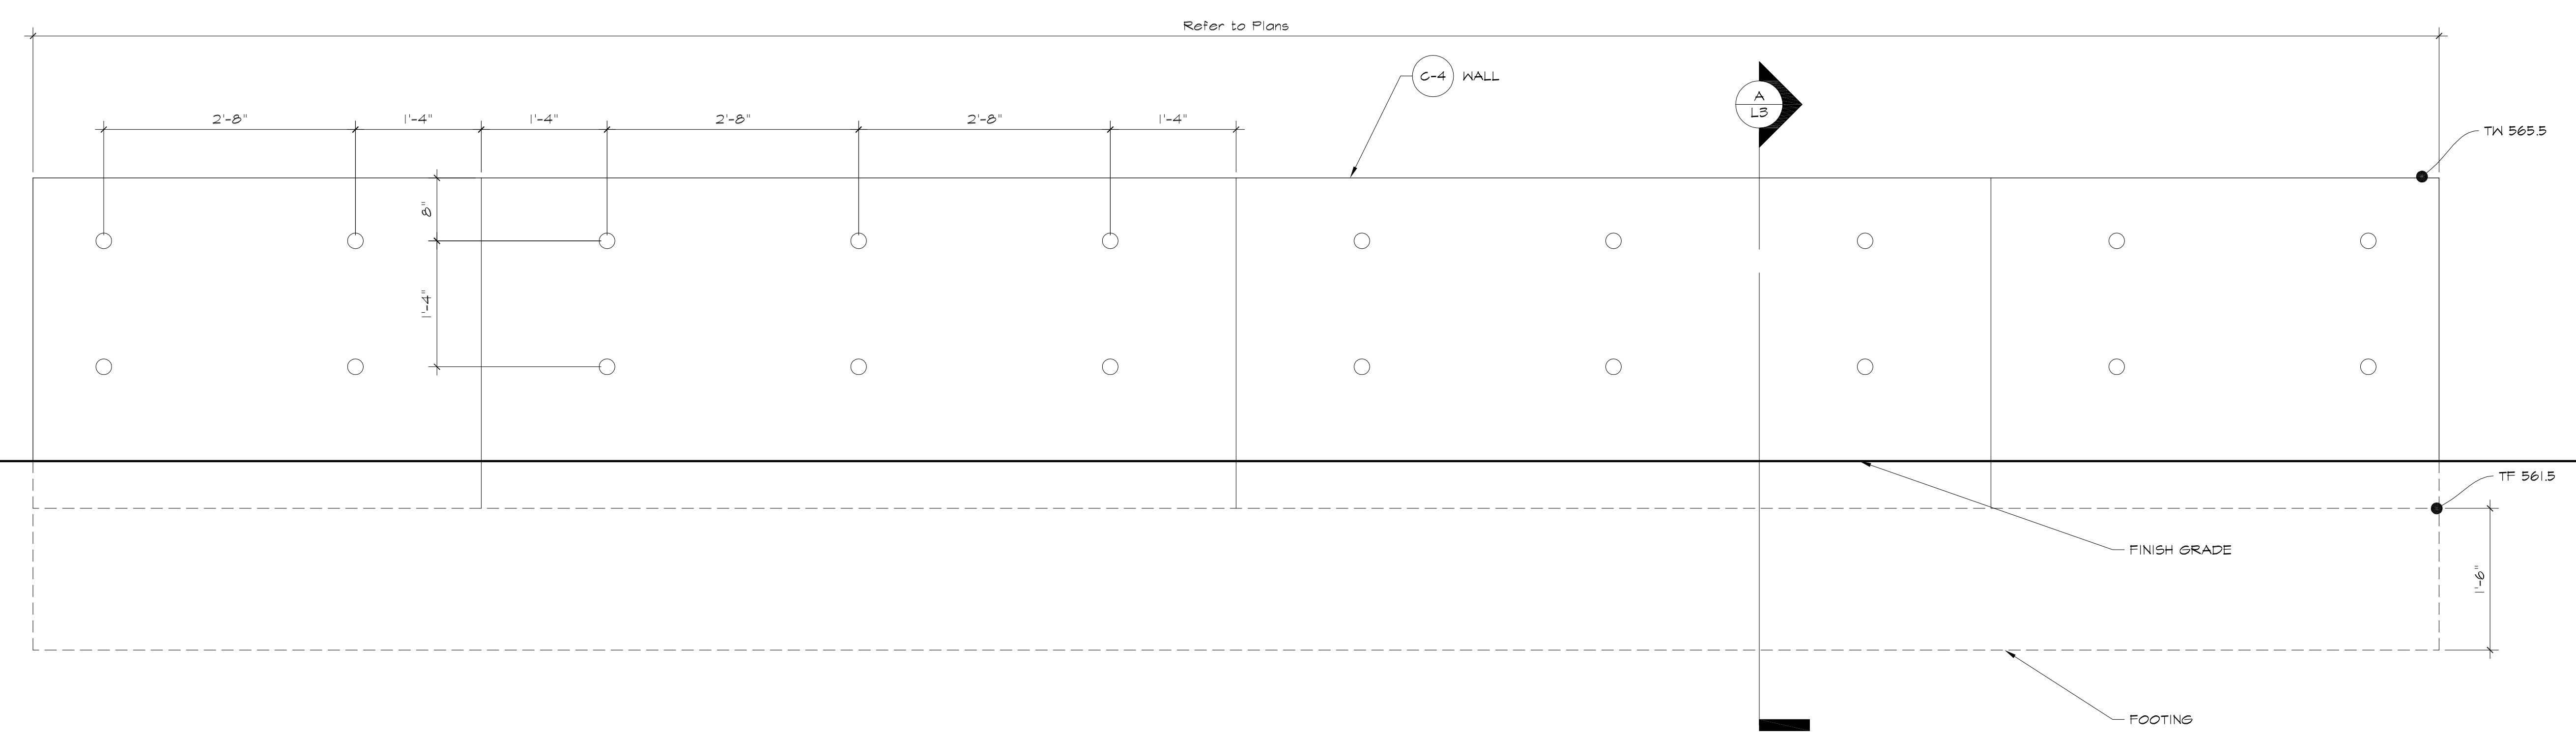 Refer to Plans
C-4 WALL
A
L3
2'-8"
1'-4"
1'-4"
2'-8"
2'-8"
1'-4"
TW 565.5
8"
1'-4"
TF 561.5
FINISH GRADE
1'-6"
FOOTING